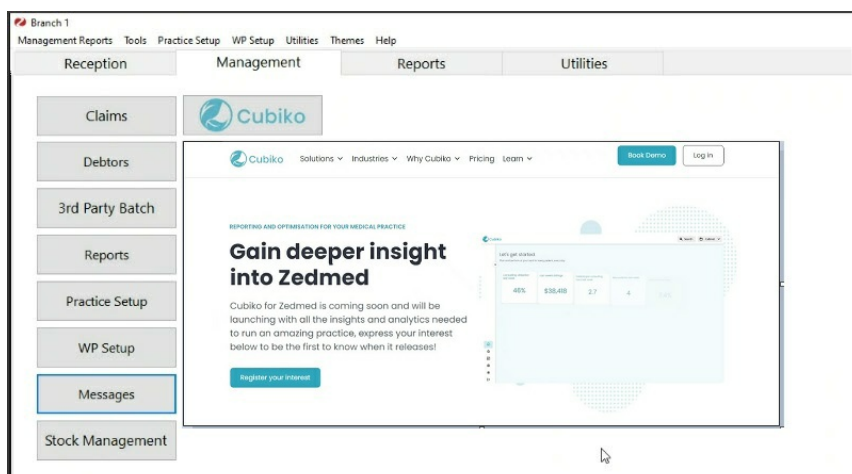 Branch 1
Management Reports Tools Practice Setup WP Setup Utilities Themes Help
Reception Management Reports Utilities
Claims
Cubiko
Debtors
3rd Party Batch
Reports
Practice Setup
WP Setup
Messages
Stock Management
Cubiko Solutions Industries Why Cubiko Pricing Learn Book Demo Log In
REPORTING AND OPTIMISATION FOR YOUR MEDICAL PRACTICE
Gain deeper insight
into Zedmed
Cubiko for Zedmed is coming soon and will be
launching with all the insights and analytics needed
to run an amazing practice, express your interest
below to be the first to know when it releases!
Register your interest
Let's get started
46% $38,418 2.7 4